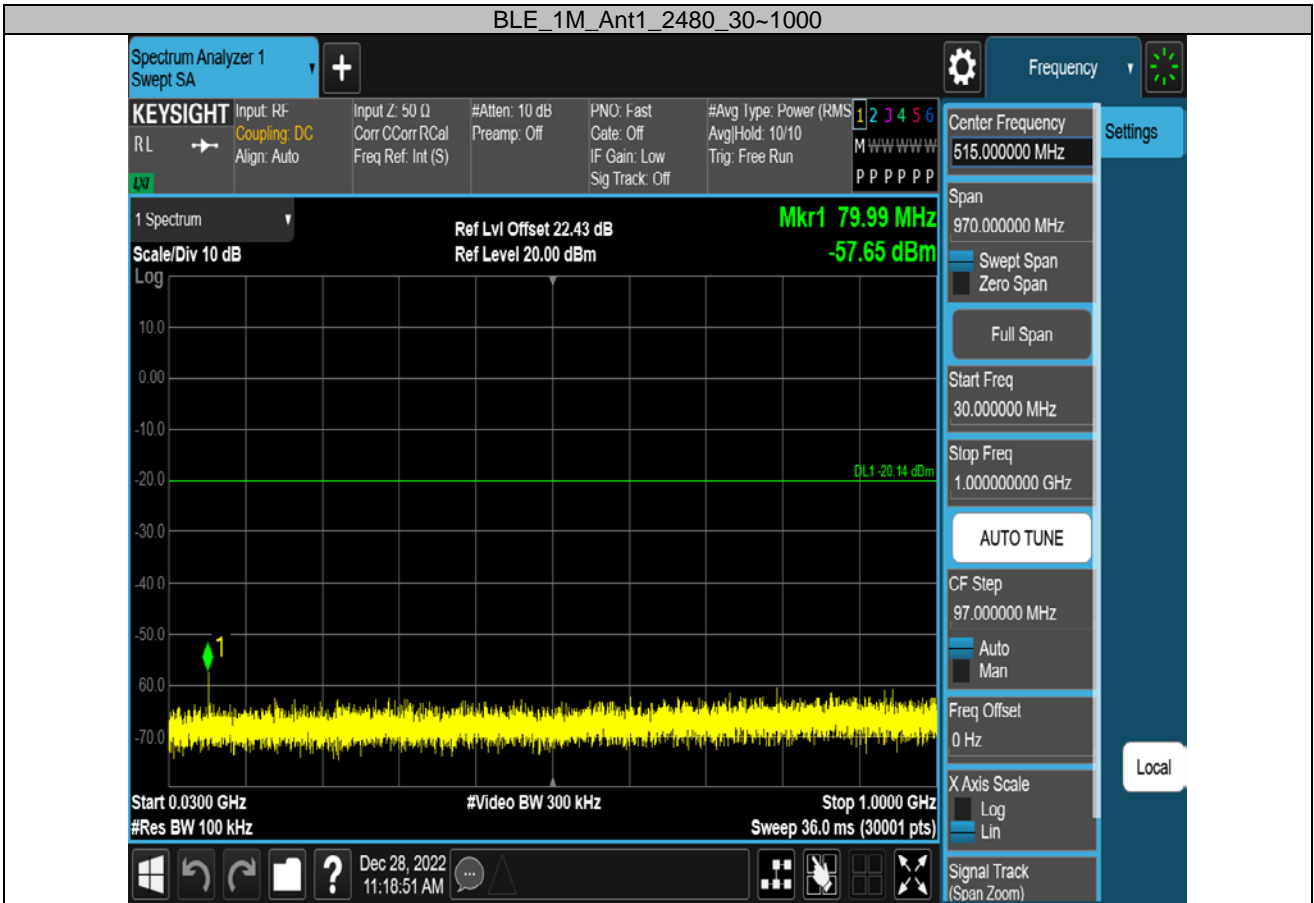 BLE_1M_Ant1_2480_30~1000
Spectrum Analyzer 1
Swept SA
+
Frequency
KEYSIGHT
RL
LXI
Input: RF
Coupling: DC
Align: Auto
Input Z: 50 Ω
Corr CCorr RCal
Freq Ref: Int (S)
#Atten: 10 dB
Preamp: Off
PNO: Fast
Gate: Off
IF Gain: Low
Sig Track: Off
#Avg Type: Power (RMS
Avg|Hold: 10/10
Trig: Free Run
1 2 3 4 5 6
M W W W W W
P P P P P P
1 Spectrum
Scale/Div 10 dB
Log
Ref Lvl Offset 22.43 dB
Ref Level 20.00 dBm
Mkr1 79.99 MHz
-57.65 dBm
10.0
0.00
-10.0
-20.0
-30.0
-40.0
-50.0
-60.0
-70.0
DL1 -20.14 dBm
1
Start 0.0300 GHz
#Res BW 100 kHz
#Video BW 300 kHz
Stop 1.0000 GHz
Sweep 36.0 ms (30001 pts)
?
Dec 28, 2022
11:18:51 AM
Center Frequency
515.000000 MHz
Span
970.000000 MHz
Swept Span
Zero Span
Full Span
Start Freq
30.000000 MHz
Stop Freq
1.000000000 GHz
AUTO TUNE
CF Step
97.000000 MHz
Auto
Man
Freq Offset
0 Hz
X Axis Scale
Log
Lin
Signal Track
(Span Zoom)
Settings
Local